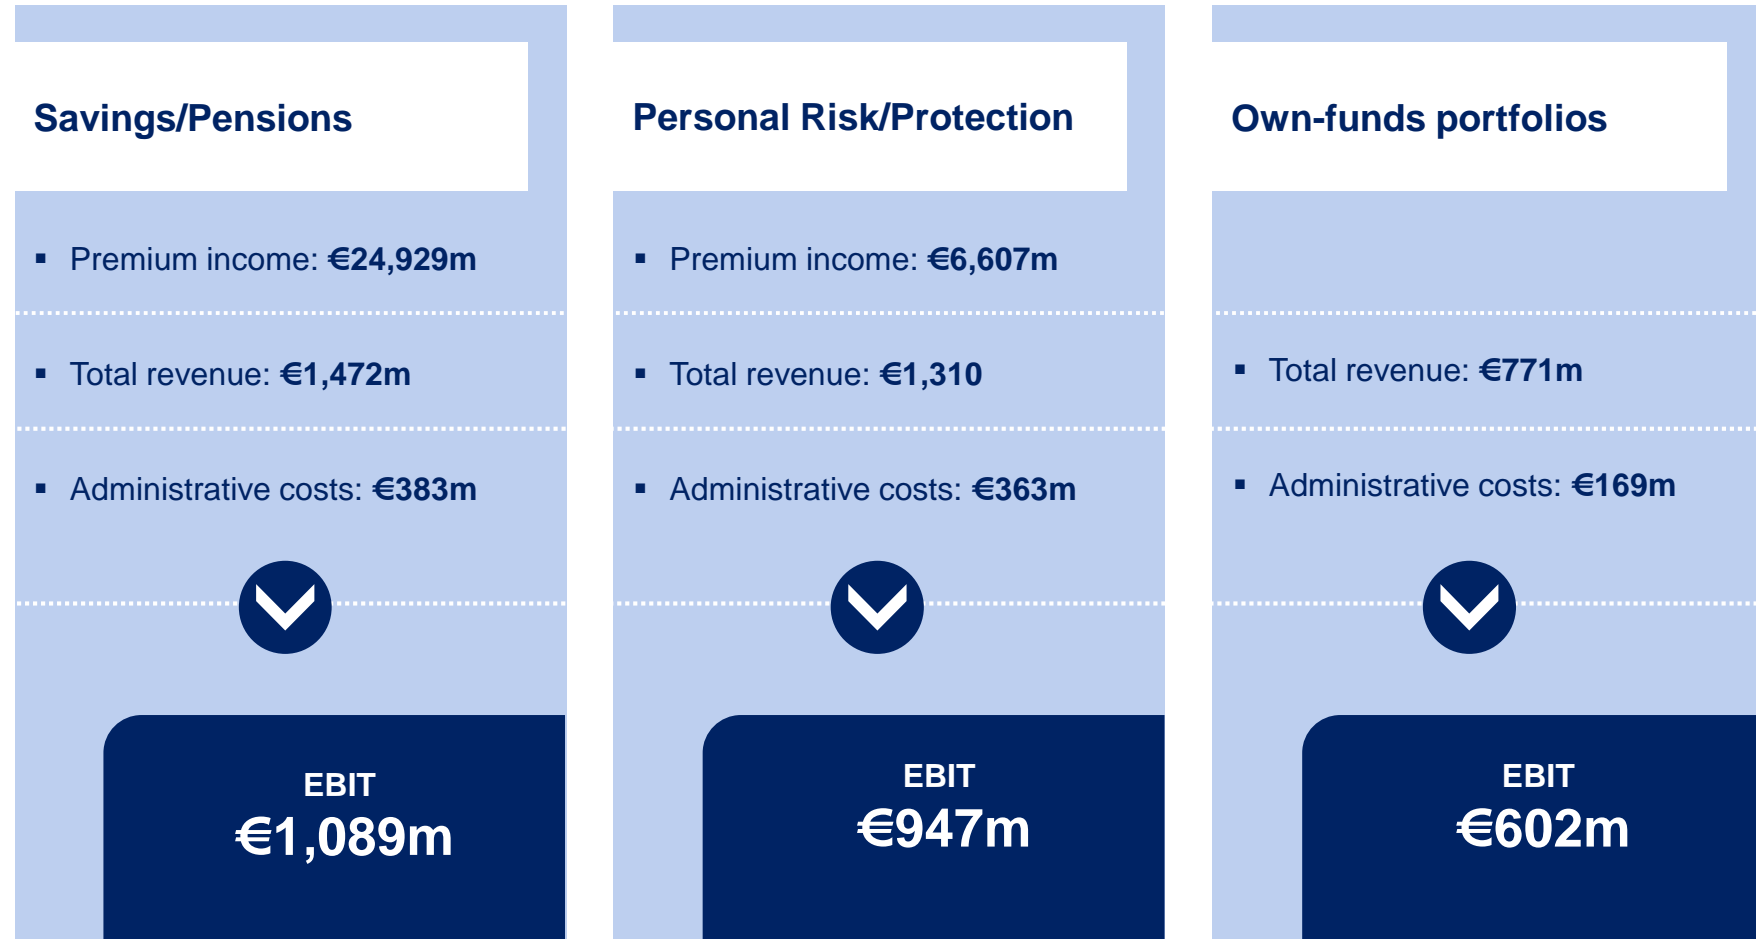 Savings/Pensions
▪ Premium income: €24,929m
▪ Total revenue: €1,472m
▪ Administrative costs: €383m
EBIT
€1,089m
Personal Risk/Protection
▪ Premium income: €6,607m
▪ Total revenue: €1,310
▪ Administrative costs: €363m
EBIT
€947m
Own-funds portfolios
▪ Total revenue: €771m
▪ Administrative costs: €169m
EBIT
€602m